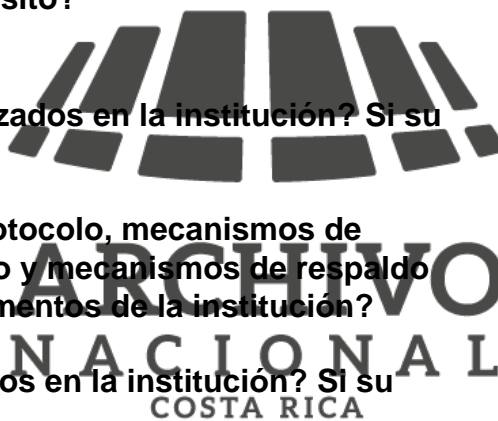 sito?
zados en la institución? Si su
otocolo, mecanismos de
o y mecanismos de respaldo
mentos de la institución?
ARCHIVO
NACIONAL
os en la institución? Si su
COSTA RICA